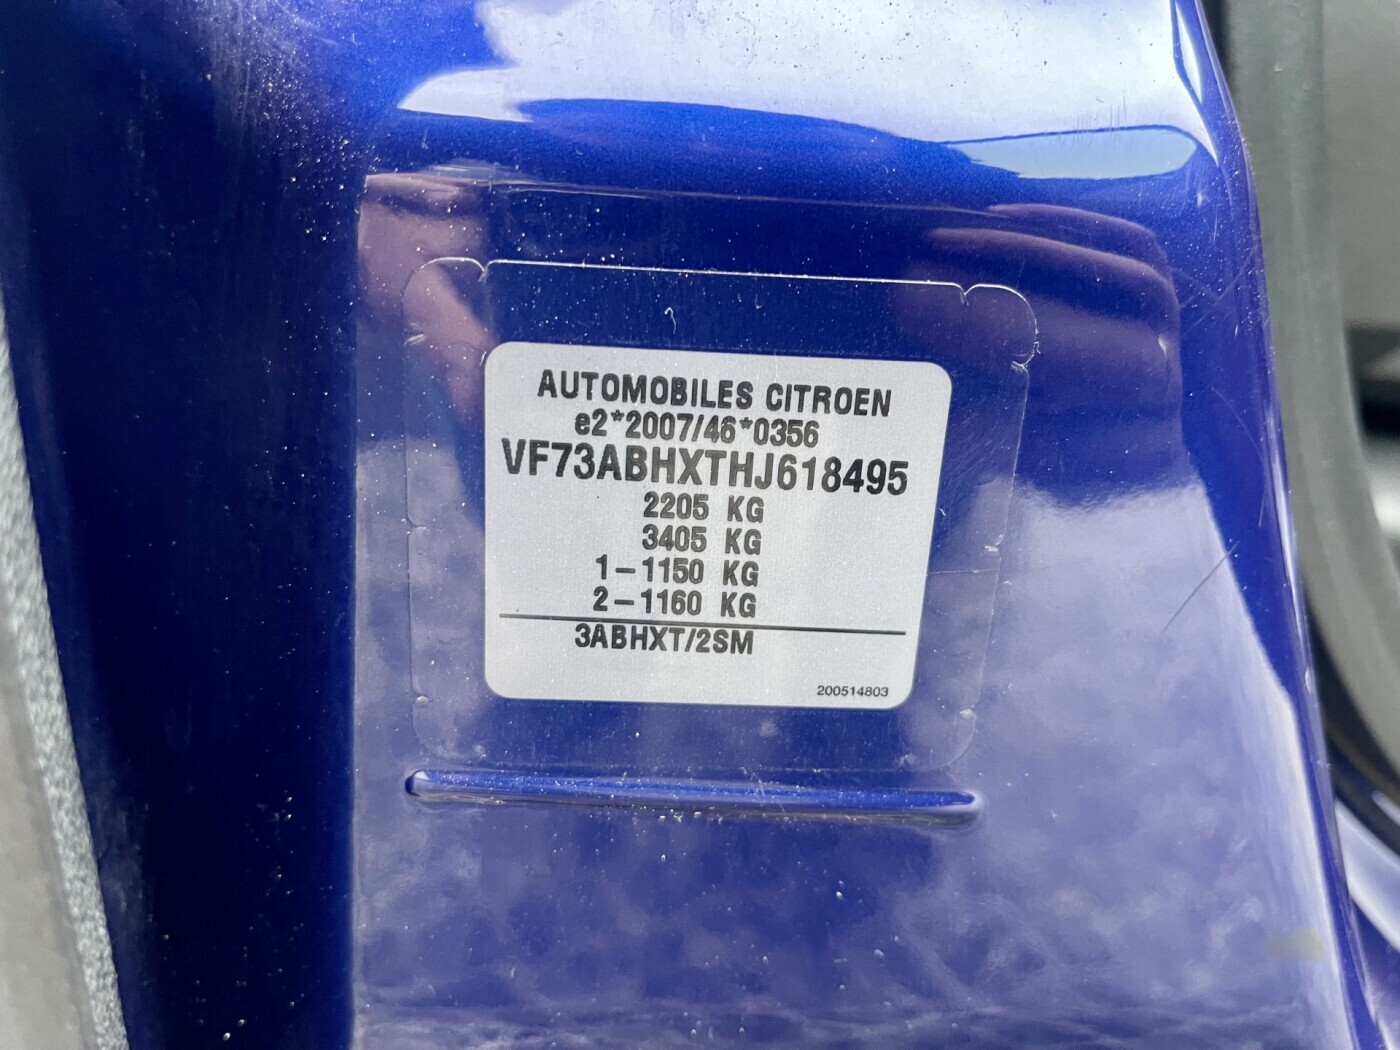 AUTOMOBILES CITROEN
e2*2007/46*0356
VF73ABHXTHJ618495
2205 KG
3405 KG
1-1150 KG
2-1160 KG
3ABHXT/2SM
200514803